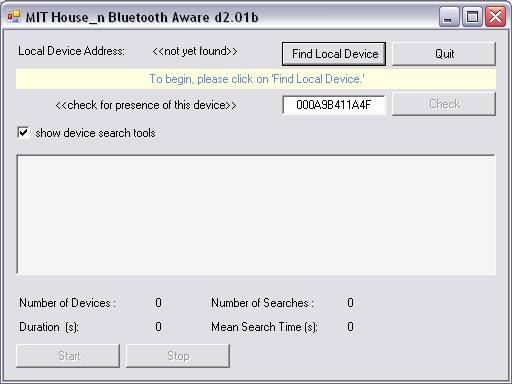 MIT House_n Bluetooth Aware d2.01b
Local Device Address: <<not yet found>> Find Local Device Quit
To begin, please click on 'Find Local Device.'
<<check for presence of this device>> 000A9B411A4F Check
show device search tools
Number of Devices : 0 Number of Searches : 0
Duration (s): 0 Mean Search Time (s): 0
Start Stop